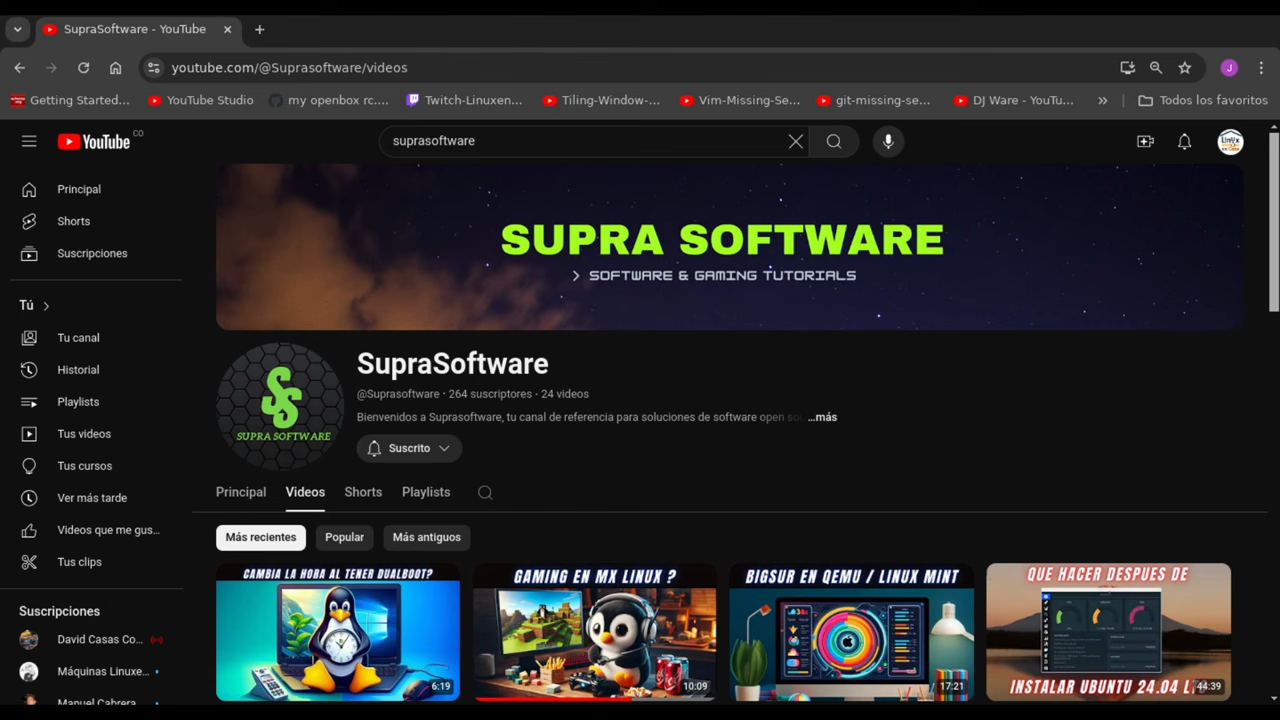 SupraSoftware - YouTube
youtube.com/@Suprasoftware/videos
Getting Started...
YouTube Studio
my openbox rc....
Twitch-Linuxen...
Tiling-Window-...
Vim-Missing-Se...
git-missing-se...
DJ Ware - YouTu...
Todos los favoritos
YouTube CO
suprasoftware
J
Principal
Shorts
Suscripciones
Tú
Tu canal
Historial
Playlists
Tus videos
Tus cursos
Ver más tarde
Videos que me gus...
Tus clips
Suscripciones
David Casas Co...
Máquinas Linuxe...
Manuel Cabrera
SUPRA SOFTWARE
> SOFTWARE & GAMING TUTORIALS
SUPRA SOFTWARE
SupraSoftware
@Suprasoftware · 264 suscriptores · 24 videos
Bienvenidos a Suprasoftware, tu canal de referencia para soluciones de software open ...más
Suscrito
Principal
Videos
Shorts
Playlists
Más recientes
Popular
Más antiguos
CAMBIA LA HORA AL TENER DUALBOOT?
6:19
GAMING EN MX LINUX ?
10:09
BIGSUR EN QEMU / LINUX MINT
17:21
QUE HACER DESPUES DE
INSTALAR UBUNTU 24.04
44:39